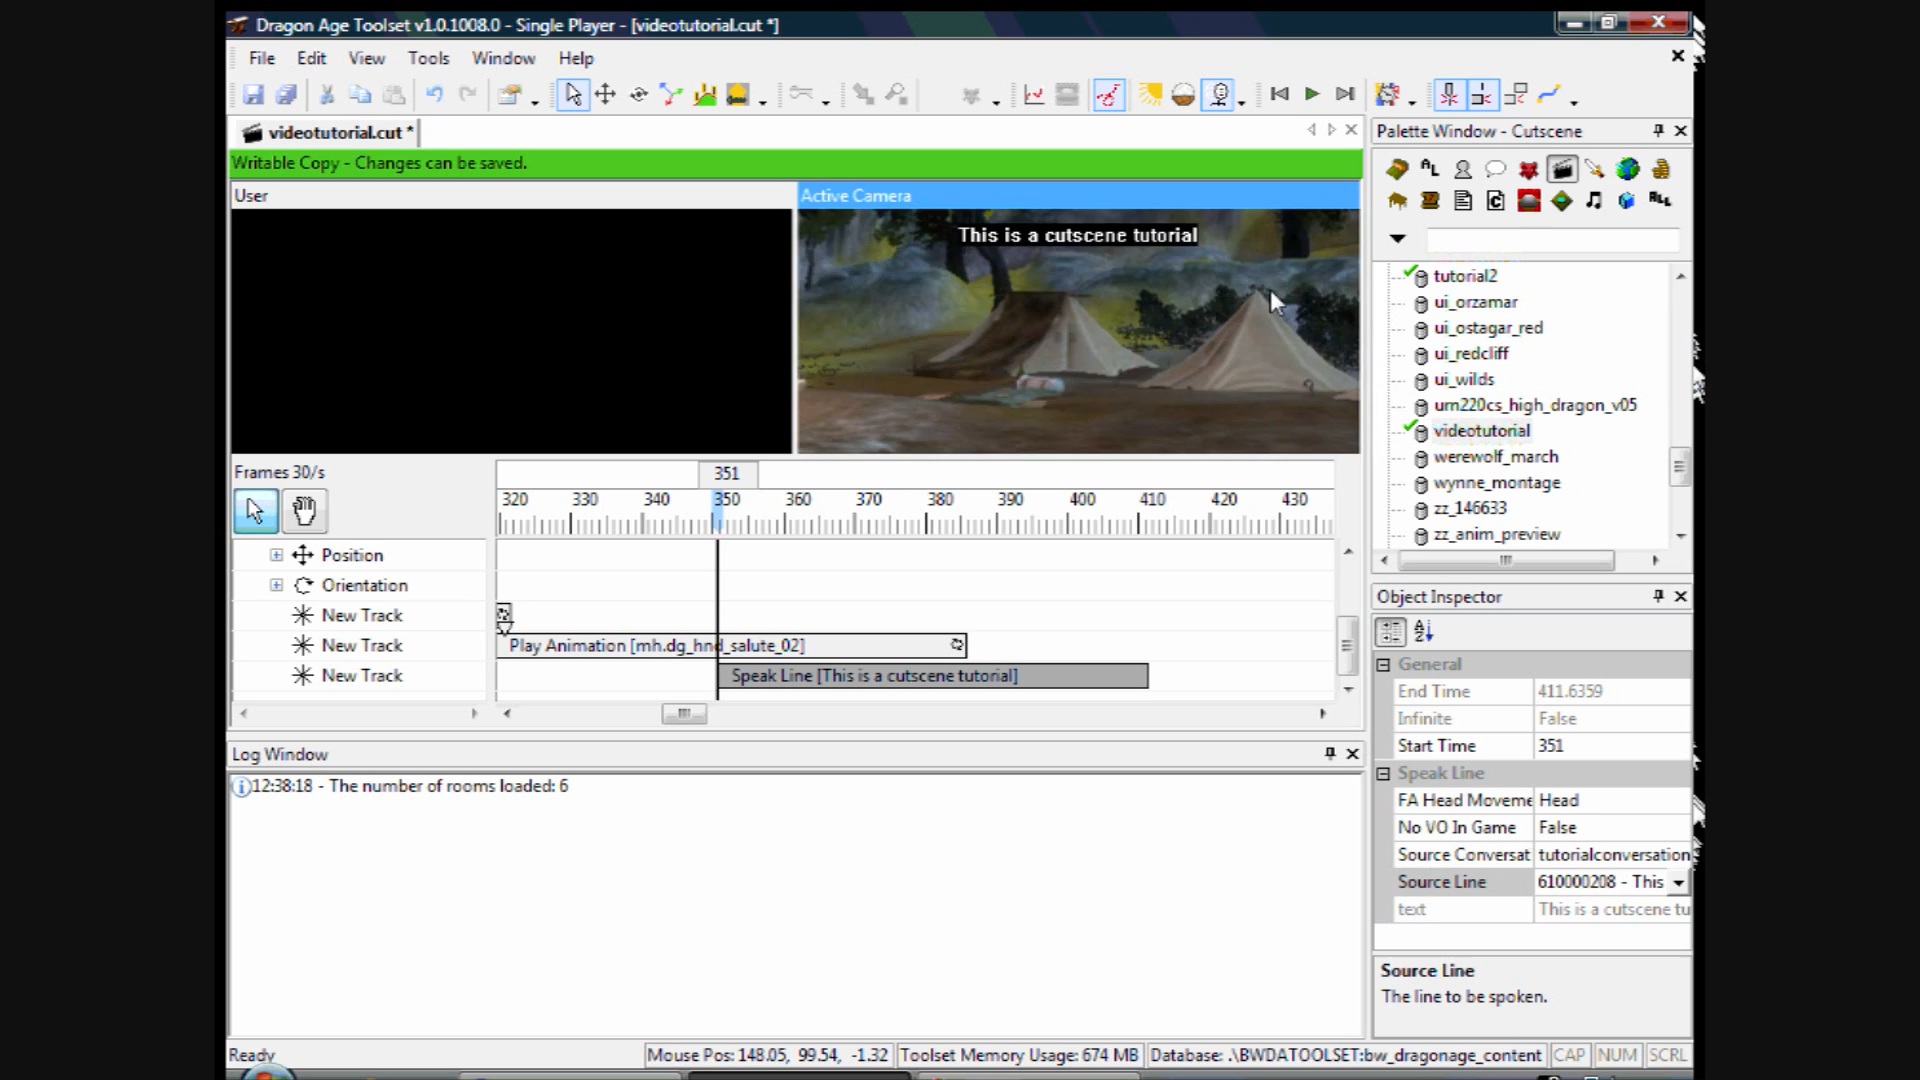 Dragon Age Toolset v1.0.1008.0 - Single Player - [videotutorial.cut *]
File Edit View Tools Window Help
videotutorial.cut *
Writable Copy - Changes can be saved.
User
Active Camera
This is a cutscene tutorial
Frames 30/s
351
320 330 340 350 360 370 380 390 400 410 420 430
Position
Orientation
New Track
New Track
Play Animation [mh.dg_hnd_salute_02]
New Track
Speak Line [This is a cutscene tutorial]
Log Window
12:38:18 - The number of rooms loaded: 6
Palette Window - Cutscene
tutorial2
ui_orzamar
ui_ostagar_red
ui_redcliff
ui_wilds
urn220cs_high_dragon_v05
videotutorial
werewolf_march
wynne_montage
zz_146633
zz_anim_preview
Object Inspector
General
End Time 411.6359
Infinite False
Start Time 351
Speak Line
FA Head Moveme Head
No VO In Game False
Source Conversat tutorialconversation
Source Line 610000208 - This
text This is a cutscene tu
Source Line
The line to be spoken.
Ready
Mouse Pos: 148.05, 99.54, -1.32
Toolset Memory Usage: 674 MB
Database: .\BWDATOOLSET:bw_dragonage_content
CAP NUM SCRL